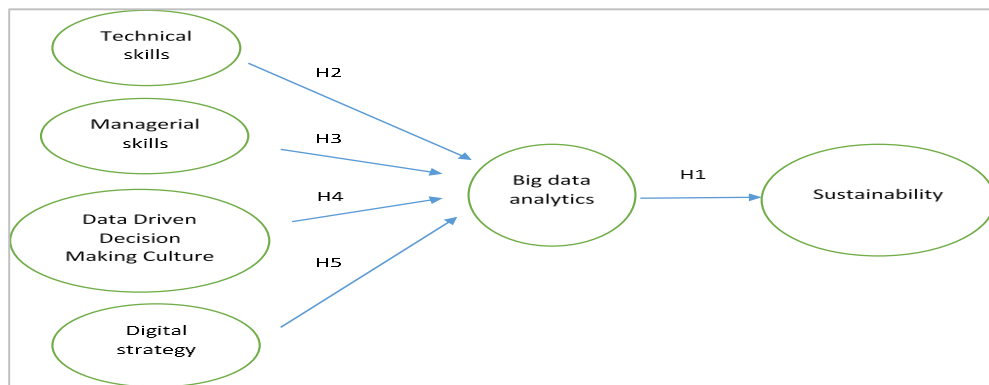 Technical
skills
H2
Managerial
skills
H3
Data Driven
Decision
Making Culture
H4
Digital
strategy
H5
Big data
analytics
H1
Sustainability